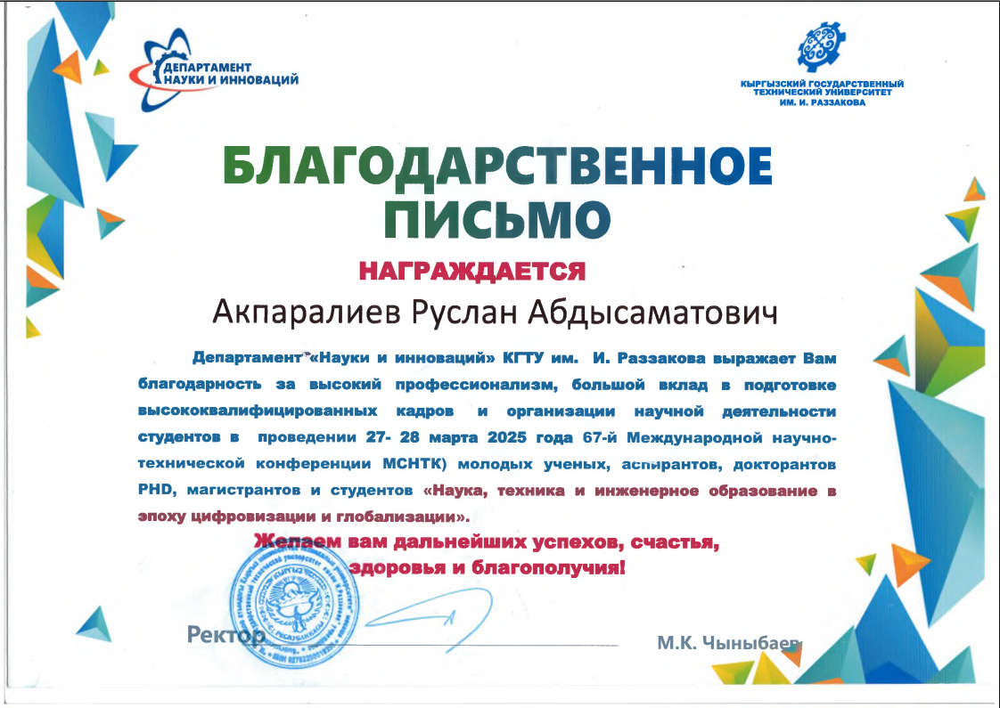 ДЕПАРТАМЕНТ
НАУКИ И ИННОВАЦИЙ
КЫРГЫЗСКИЙ ГОСУДАРСТВЕННЫЙ
ТЕХНИЧЕСКИЙ УНИВЕРСИТЕТ
ИМ. И. РАЗЗАКОВА
БЛАГОДАРСТВЕННОЕ
ПИСЬМО
НАГРАЖДАЕТСЯ
Акпаралиев Руслан Абдысаматович
Департамент «Науки и инноваций» КГТУ им. И. Раззакова выражает Вам
благодарность за высокий профессионализм, большой вклад в подготовке
высококвалифицированных кадров и организации научной деятельности
студентов в проведении 27- 28 марта 2025 года 67-й Международной научно-
технической конференции МСНТК) молодых ученых, аспирантов, докторантов
PHD, магистрантов и студентов «Наука, техника и инженерное образование в
эпоху цифровизации и глобализации».
Желаем вам дальнейших успехов, счастья,
здоровья и благополучия!
Ректор
М.К. Чыныбаев